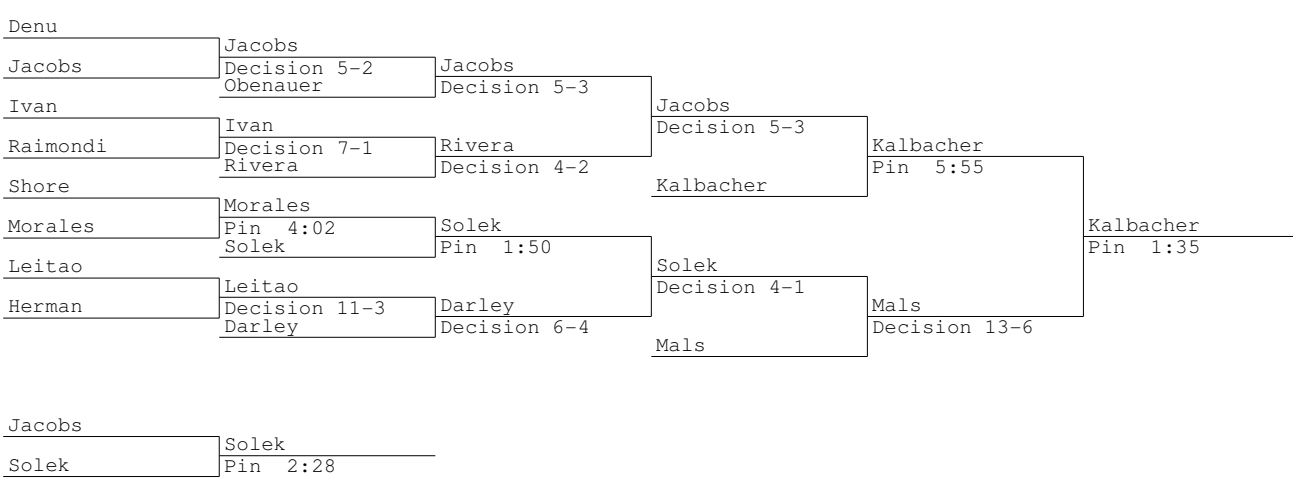 Denu
Jacobs
Jacobs
Decision 5-2
Jacobs
Obenauer
Decision 5-3
Ivan
Jacobs
Ivan
Decision 5-3
Raimondi
Decision 7-1
Rivera
Kalbacher
Rivera
Decision 4-2
Pin 5:55
Shore
Kalbacher
Morales
Morales
Pin 4:02
Solek
Kalbacher
Solek
Pin 1:50
Pin 1:35
Leitao
Solek
Leitao
Decision 4-1
Herman
Decision 11-3
Darley
Mals
Darley
Decision 6-4
Decision 13-6
Mals
Jacobs
Solek
Solek
Pin 2:28